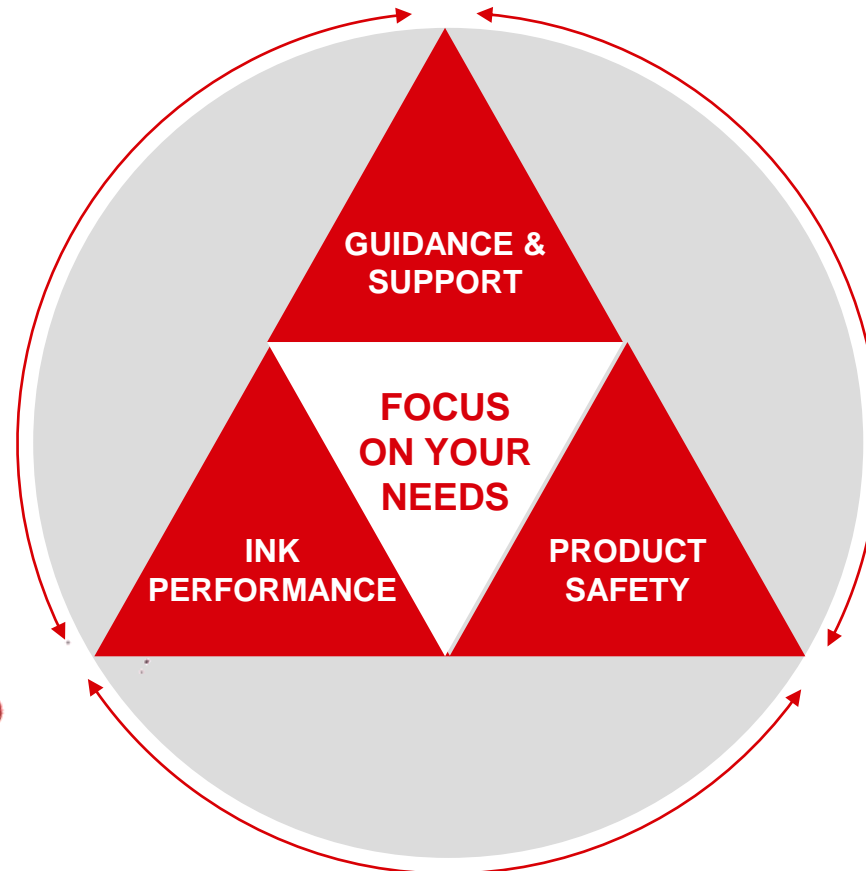 GUIDANCE &
SUPPORT
FOCUS
ON YOUR
NEEDS
INK
PERFORMANCE
PRODUCT
SAFETY